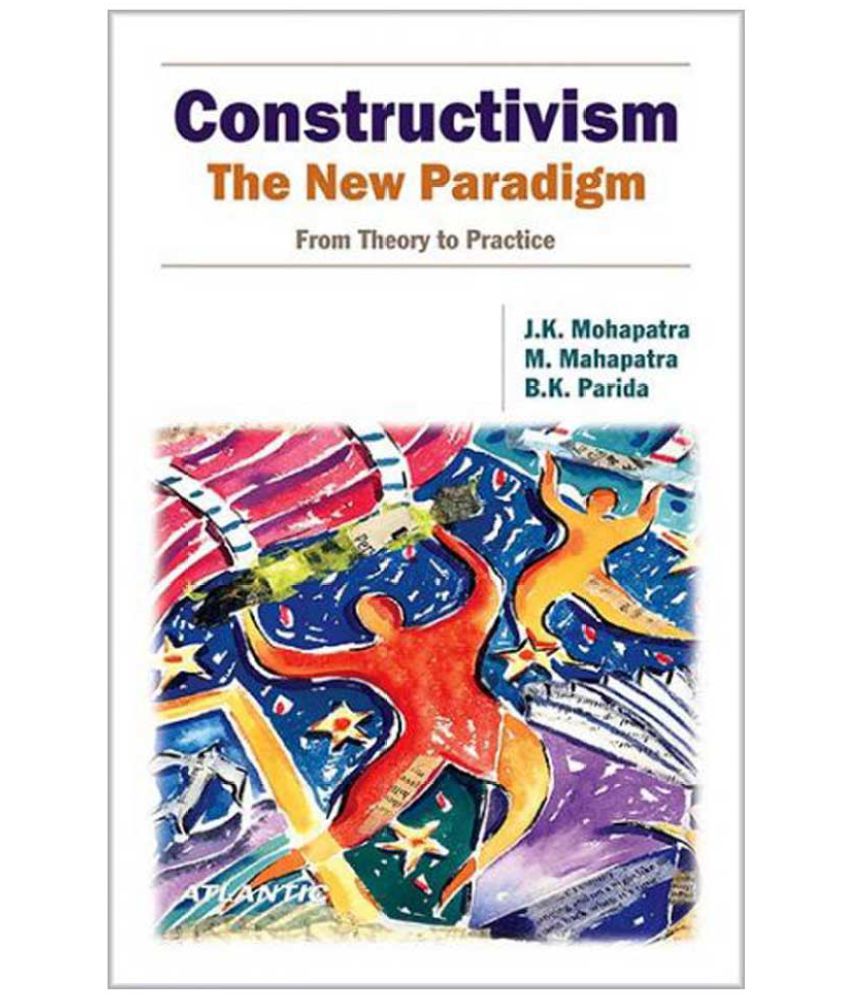 Constructivism
The New Paradigm
From Theory to Practice
J.K. Mohapatra
M. Mahapatra
B.K. Parida
ATLANTIC